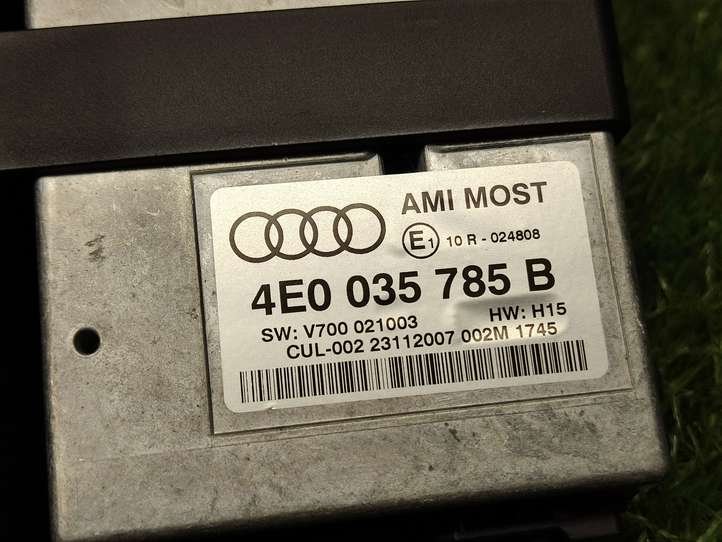 AMI MOST
E1 10 R - 024808
4E0 035 785 B
SW: V700 021003 HW: H15
CUL-002 23112007 002M 1745